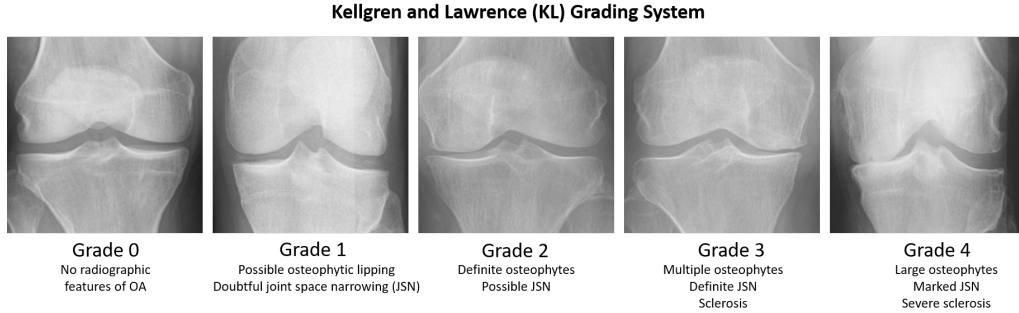 Kellgren and Lawrence (KL) Grading System
Grade 0
No radiographic
features of OA
Grade 1
Possible osteophytic lipping
Doubtful joint space narrowing (JSN)
Grade 2
Definite osteophytes
Possible JSN
Grade 3
Multiple osteophytes
Definite JSN
Sclerosis
Grade 4
Large osteophytes
Marked JSN
Severe sclerosis